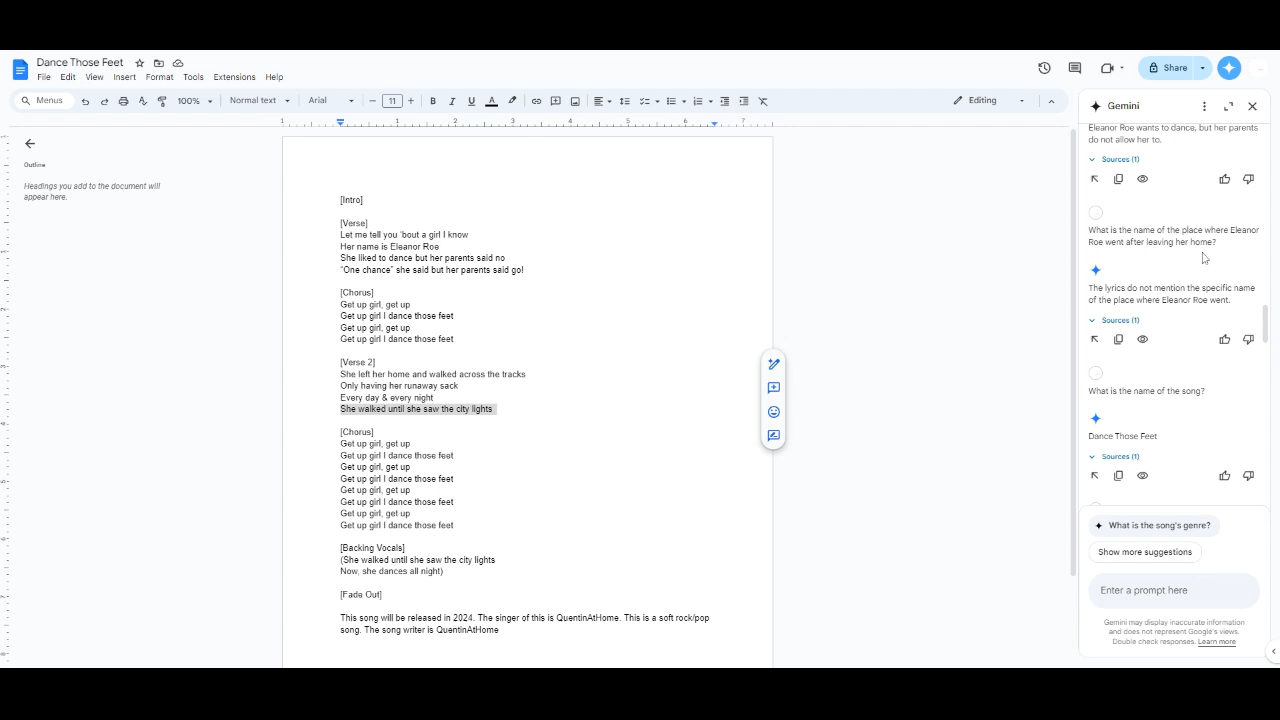 Dance Those Feet
File Edit View Insert Format Tools Extensions Help
Share
Menus
100%
Normal text
Arial
11
Editing
1 1 2 3 4 5 6 7
Outline
Headings you add to the document will
appear here.
[Intro]
[Verse]
Let me tell you 'bout a girl I know
Her name is Eleanor Roe
She liked to dance but her parents said no
"One chance" she said but her parents said go!
[Chorus]
Get up girl, get up
Get up girl I dance those feet
Get up girl, get up
Get up girl I dance those feet
[Verse 2]
She left her home and walked across the tracks
Only having her runaway sack
Every day & every night
She walked until she saw the city lights
[Chorus]
Get up girl, get up
Get up girl I dance those feet
Get up girl, get up
Get up girl I dance those feet
Get up girl, get up
Get up girl I dance those feet
Get up girl, get up
Get up girl I dance those feet
[Backing Vocals]
(She walked until she saw the city lights
Now, she dances all night)
[Fade Out]
This song will be released in 2024. The singer of this is QuentinAtHome. This is a soft rock/pop
song. The song writer is QuentinAtHome
Gemini
Eleanor Roe wants to dance, but her parents
do not allow her to.
Sources (1)
What is the name of the place where Eleanor
Roe went after leaving her home?
The lyrics do not mention the specific name
of the place where Eleanor Roe went.
Sources (1)
What is the name of the song?
Dance Those Feet
Sources (1)
What is the song's genre?
Show more suggestions
Enter a prompt here
Gemini may display inaccurate information
and does not represent Google's views.
Double check responses. Learn more